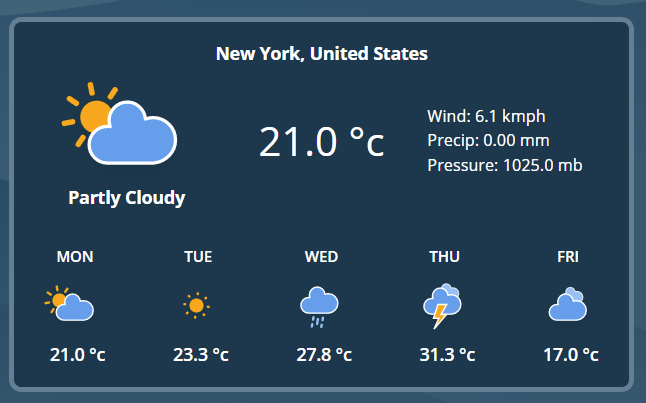 New York, United States
21.0 °c
Wind: 6.1 kmph
Precip: 0.00 mm
Pressure: 1025.0 mb
Partly Cloudy
MON TUE WED THU FRI
21.0 °c 23.3 °c 27.8 °c 31.3 °c 17.0 °c